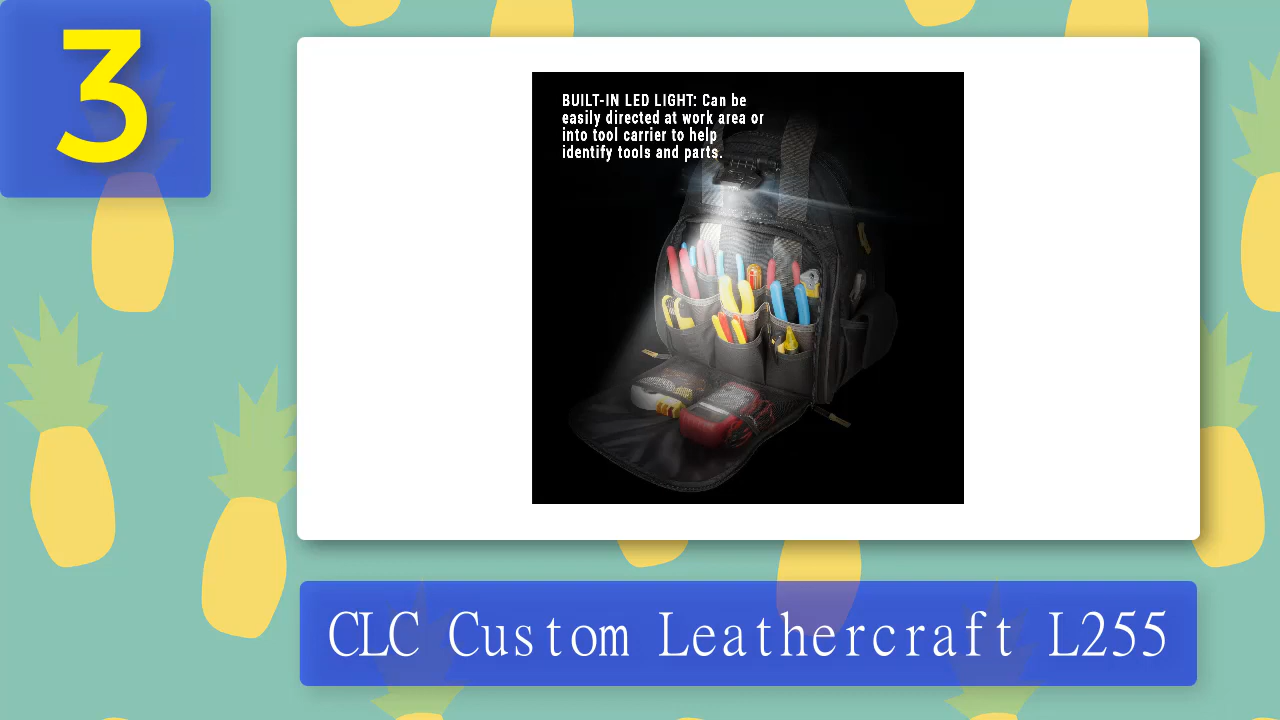 3
BUILT-IN LED LIGHT: Can be
easily directed at work area or
into tool carrier to help
identify tools and parts.
CLC Custom Leathercraft L255